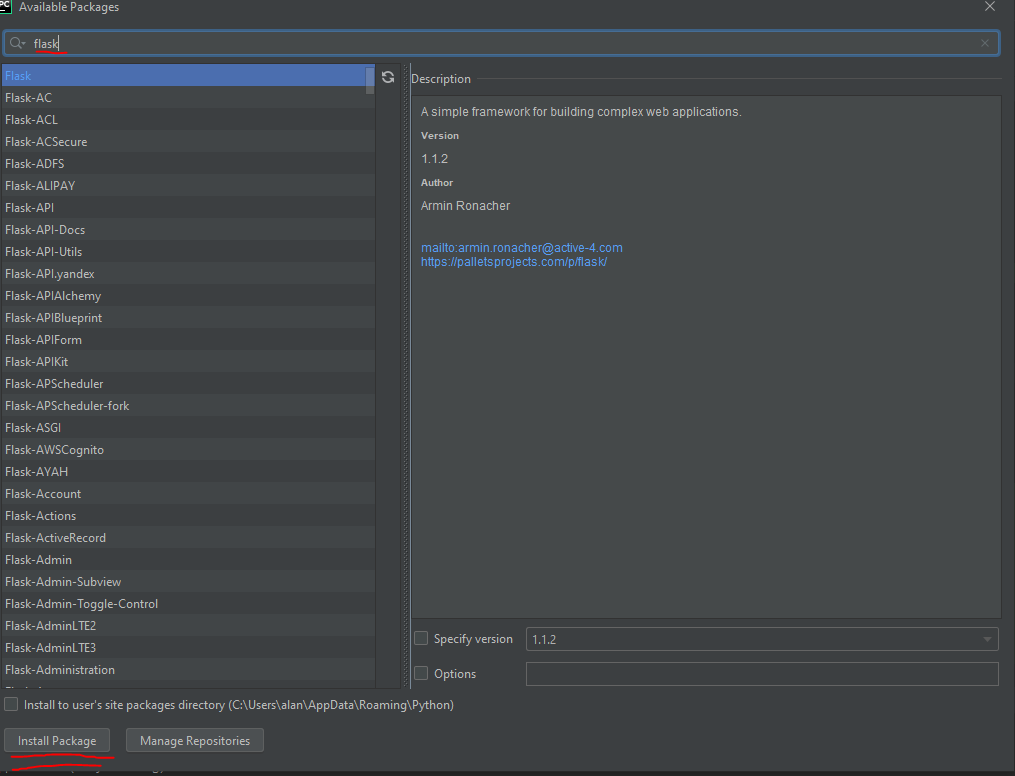 PC Available Packages
flask
Flask
Flask-AC
Flask-ACL
Flask-ACSecure
Flask-ADFS
Flask-ALIPAY
Flask-API
Flask-API-Docs
Flask-API-Utils
Flask-API.yandex
Flask-APIAlchemy
Flask-APIBlueprint
Flask-APIForm
Flask-APIKit
Flask-APScheduler
Flask-APScheduler-fork
Flask-ASGI
Flask-AWSCognito
Flask-AYAH
Flask-Account
Flask-Actions
Flask-ActiveRecord
Flask-Admin
Flask-Admin-Subview
Flask-Admin-Toggle-Control
Flask-AdminLTE2
Flask-AdminLTE3
Flask-Administration
Description
A simple framework for building complex web applications.
Version
1.1.2
Author
Armin Ronacher
mailto:armin.ronacher@active-4.com
https://palletsprojects.com/p/flask/
Specify version 1.1.2
Options
Install to user's site packages directory (C:\Users\alan\AppData\Roaming\Python)
Install Package Manage Repositories